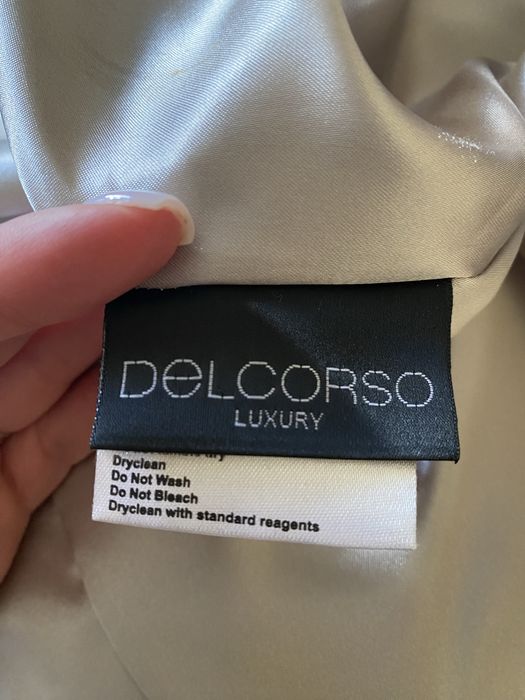 DELCORSO
LUXURY
Dryclean
Do Not Wash
Do Not Bleach
Dryclean with standard reagents